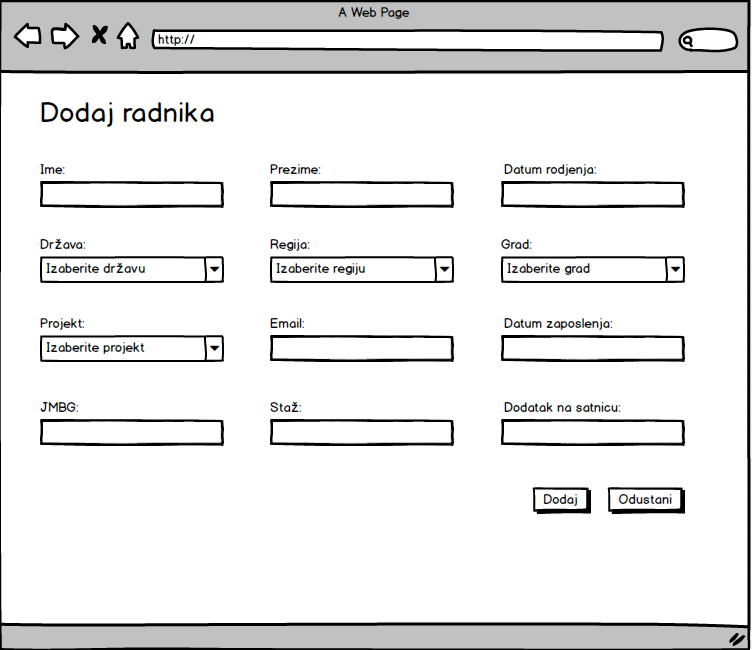 A Web Page
http://
Dodaj radnika
Ime: Prezime: Datum rodjenja:
Država: Regija: Grad:
Izaberite državu Izaberite regiju Izaberite grad
Projekt: Email: Datum zaposlenja:
Izaberite projekt
JMBG: Staž: Dodatak na satnicu:
Dodaj Odustani